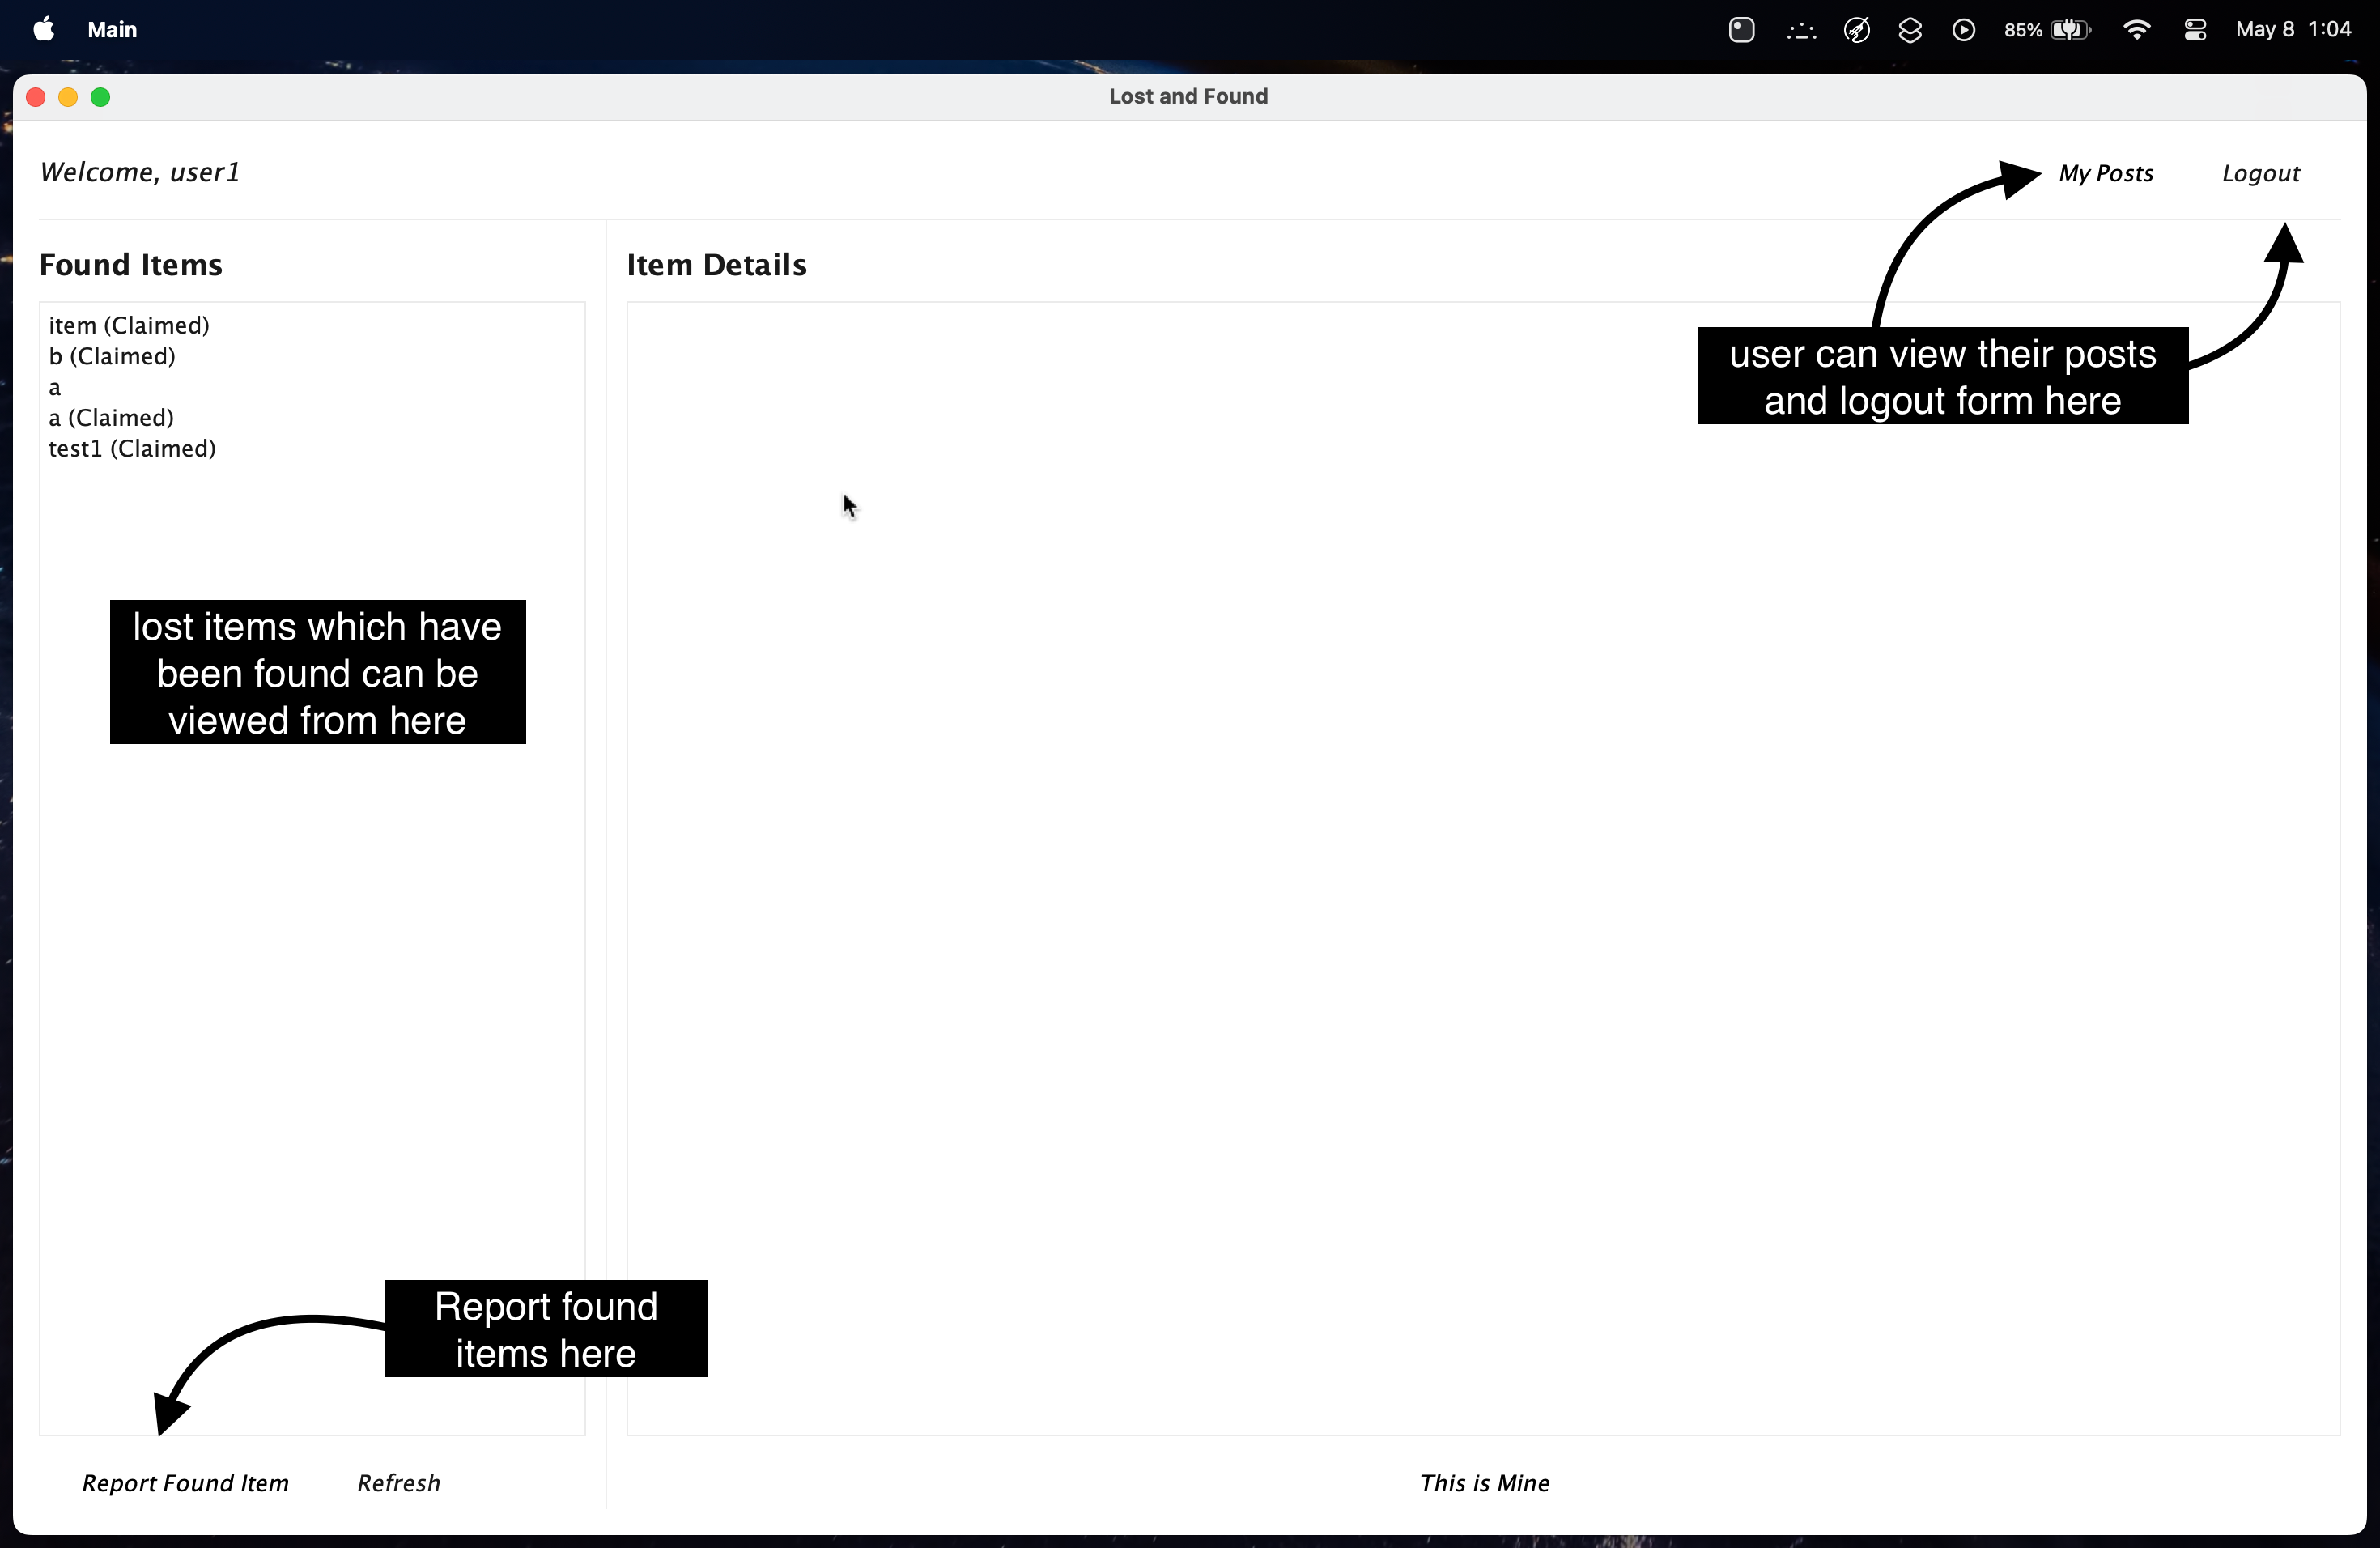 Main
85%
May 8 1:04
Lost and Found
Welcome, user1
My Posts
Logout
Found Items
Item Details
item (Claimed)
b (Claimed)
a
a (Claimed)
test1 (Claimed)
user can view their posts
and logout form here
lost items which have
been found can be
viewed from here
Report found
items here
Report Found Item
Refresh
This is Mine